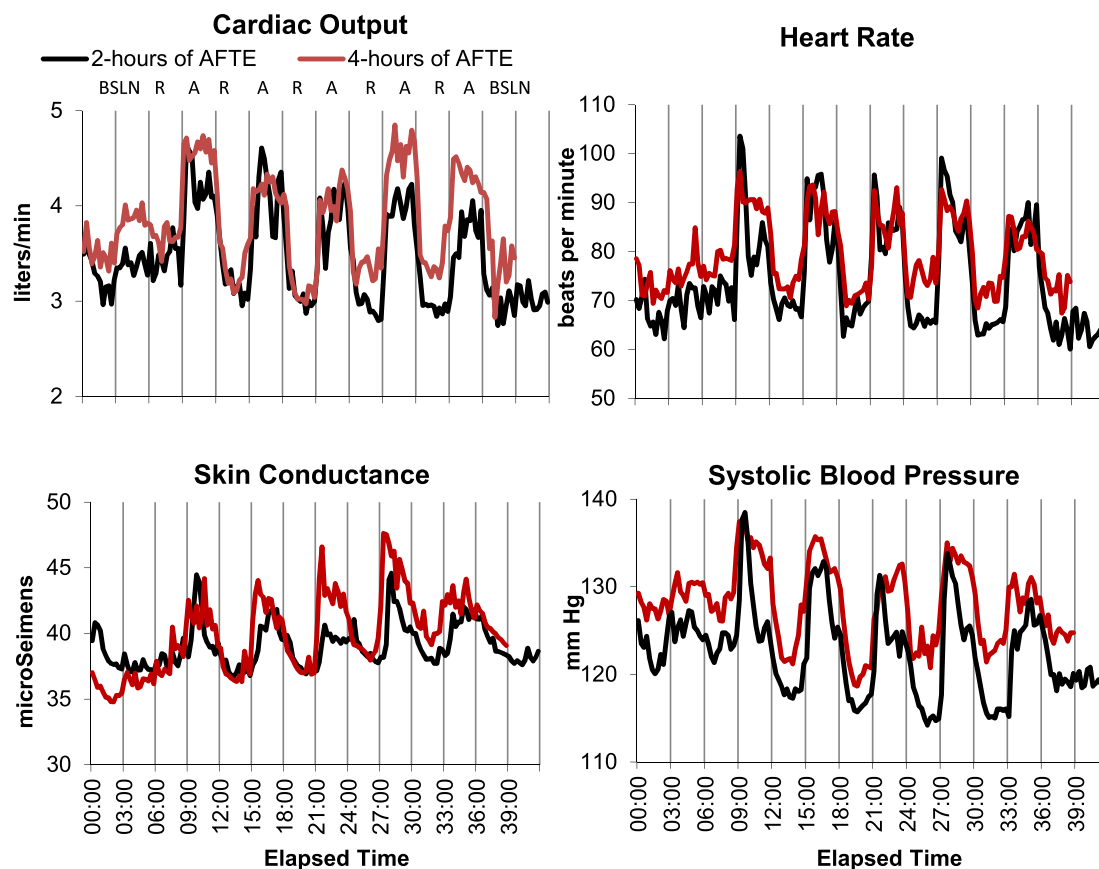 Cardiac Output
2-hours of AFTE 4-hours of AFTE
BSLN R A R A R A R A R A BSLN
5
4
3
2
liters/min
Heart Rate
110
100
90
80
70
60
50
beats per minute
Skin Conductance
50
45
40
35
30
microSeimens
00:00 03:00 06:00 09:00 12:00 15:00 18:00 21:00 24:00 27:00 30:00 33:00 36:00 39:00
Elapsed Time
Systolic Blood Pressure
140
130
120
110
mm Hg
00:00 03:00 06:00 09:00 12:00 15:00 18:00 21:00 24:00 27:00 30:00 33:00 36:00 39:00
Elapsed Time